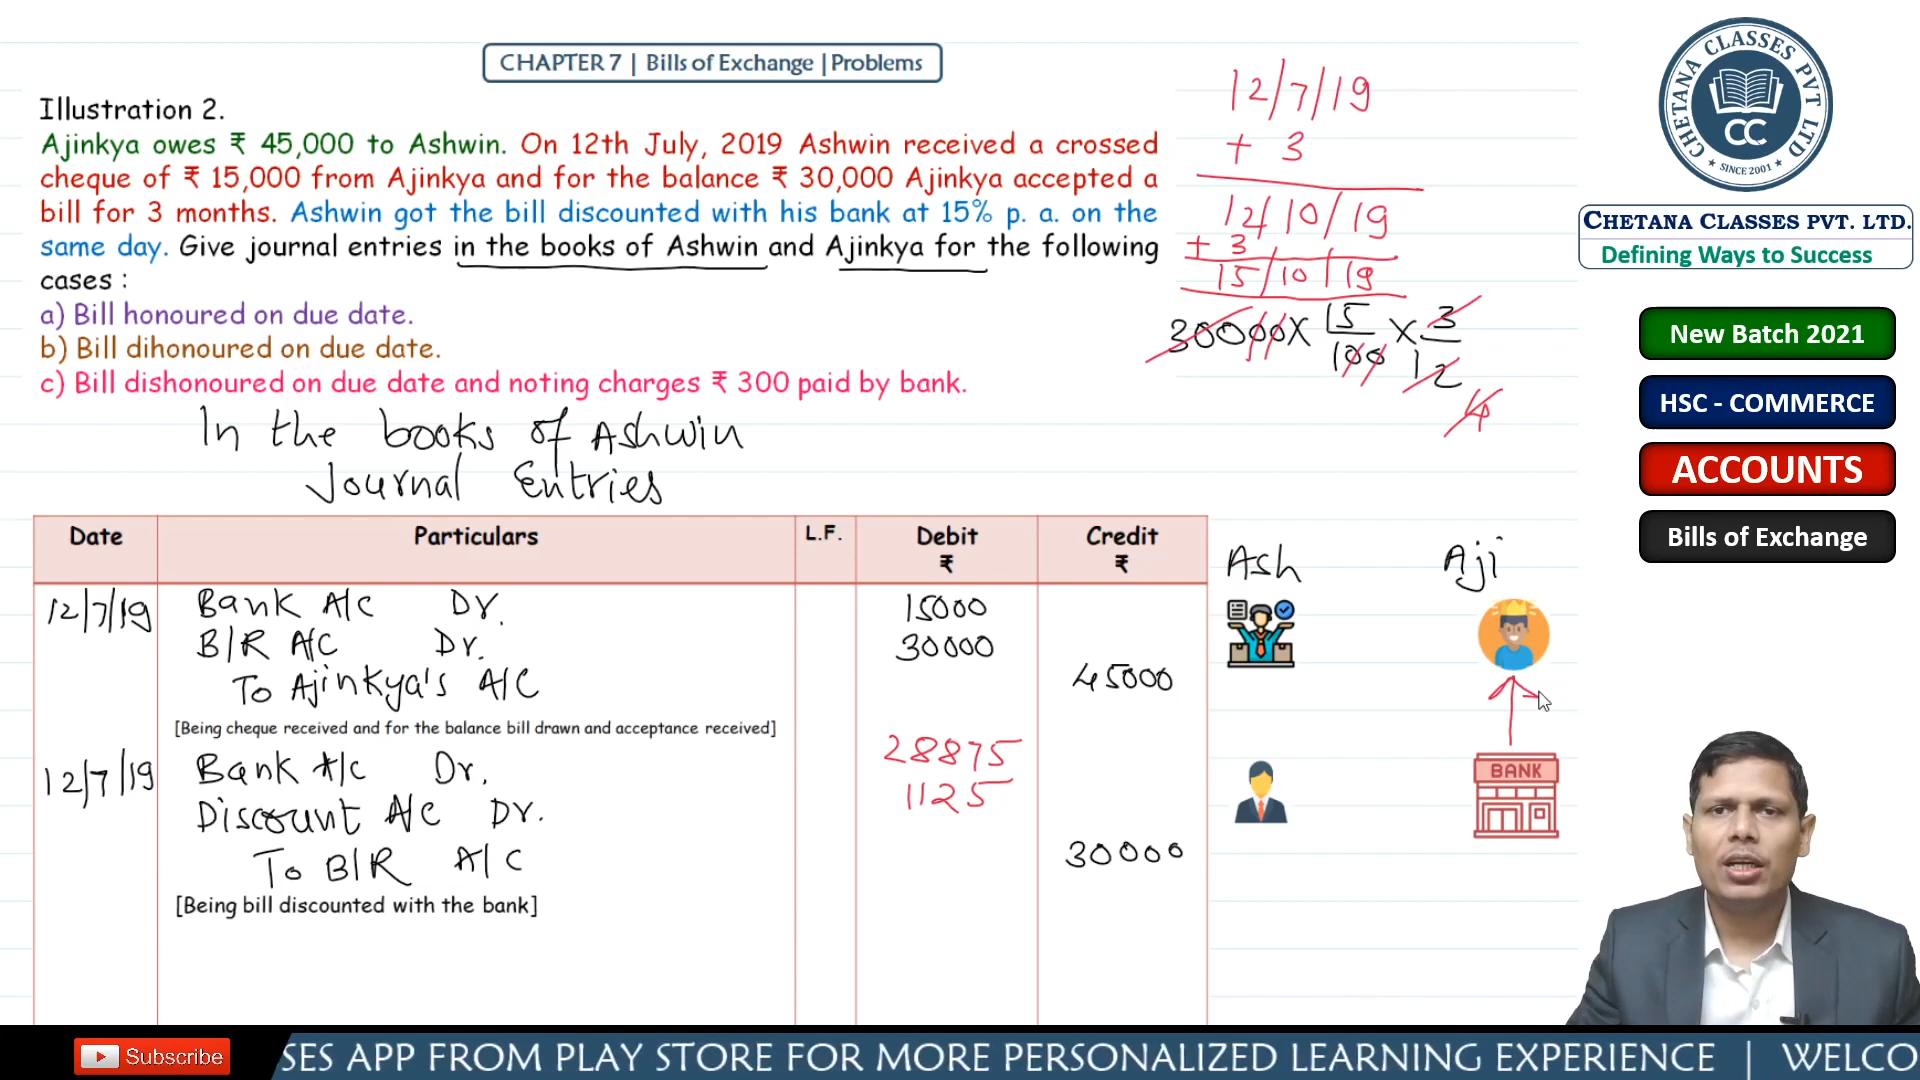 CHAPTER 7 | Bills of Exchange |Problems
Illustration 2.
Ajinkya owes ₹ 45,000 to Ashwin. On 12th July, 2019 Ashwin received a crossed
cheque of ₹ 15,000 from Ajinkya and for the balance ₹ 30,000 Ajinkya accepted a
bill for 3 months. Ashwin got the bill discounted with his bank at 15% p. a. on the
same day. Give journal entries in the books of Ashwin and Ajinkya for the following
cases :
a) Bill honoured on due date.
b) Bill dihonoured on due date.
c) Bill dishonoured on due date and noting charges ₹ 300 paid by bank.
12/7/19
+ 3
12/10/19
+ 3
15/10/19
30000 X 15/100 X 3/12
4
In the books of Ashwin
Journal Entries
Date Particulars L.F. Debit ₹ Credit ₹
12/7/19 Bank A/c Dr. 15000
B/R A/C Dr. 30000
To Ajinkya's A/C 45000
[Being cheque received and for the balance bill drawn and acceptance received]
12/7/19 Bank A/c Dr. 28875
Discount A/c Dr. 1125
To B/R A/C 30000
[Being bill discounted with the bank]
Ash Aji
BANK
CHETANA CLASSES PVT LTD
CC
SINCE 2001
CHETANA CLASSES PVT. LTD.
Defining Ways to Success
New Batch 2021
HSC - COMMERCE
ACCOUNTS
Bills of Exchange
Subscribe
SES APP FROM PLAY STORE FOR MORE PERSONALIZED LEARNING EXPERIENCE | WELCO